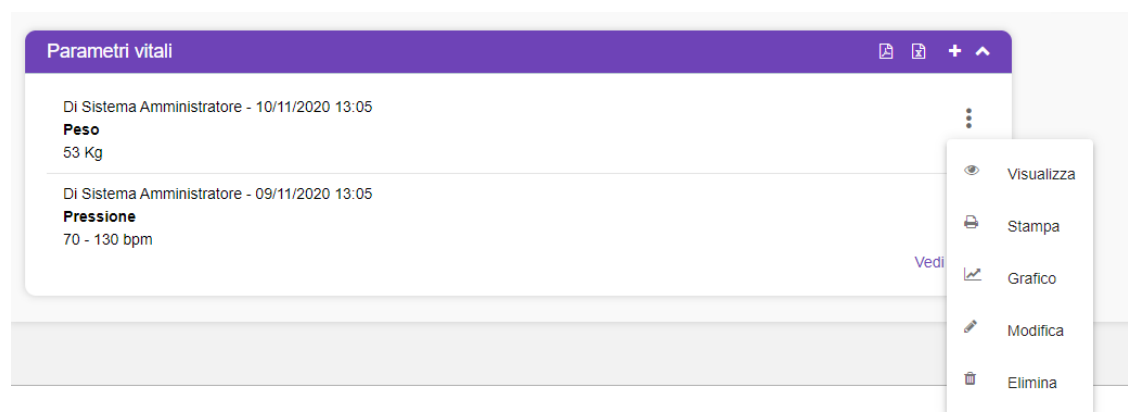 Parametri vitali
Di Sistema Amministratore - 10/11/2020 13:05
Peso
53 Kg
Di Sistema Amministratore - 09/11/2020 13:05
Pressione
70 - 130 bpm
Vedi
Visualizza
Stampa
Grafico
Modifica
Elimina